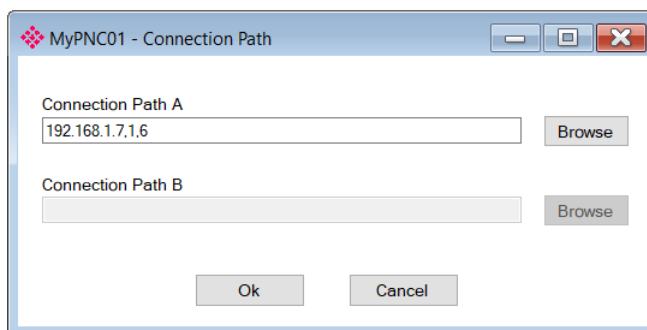 MyPNC01 - Connection Path
Connection Path A
192.168.1.7,1,6
Browse
Connection Path B
Browse
Ok
Cancel